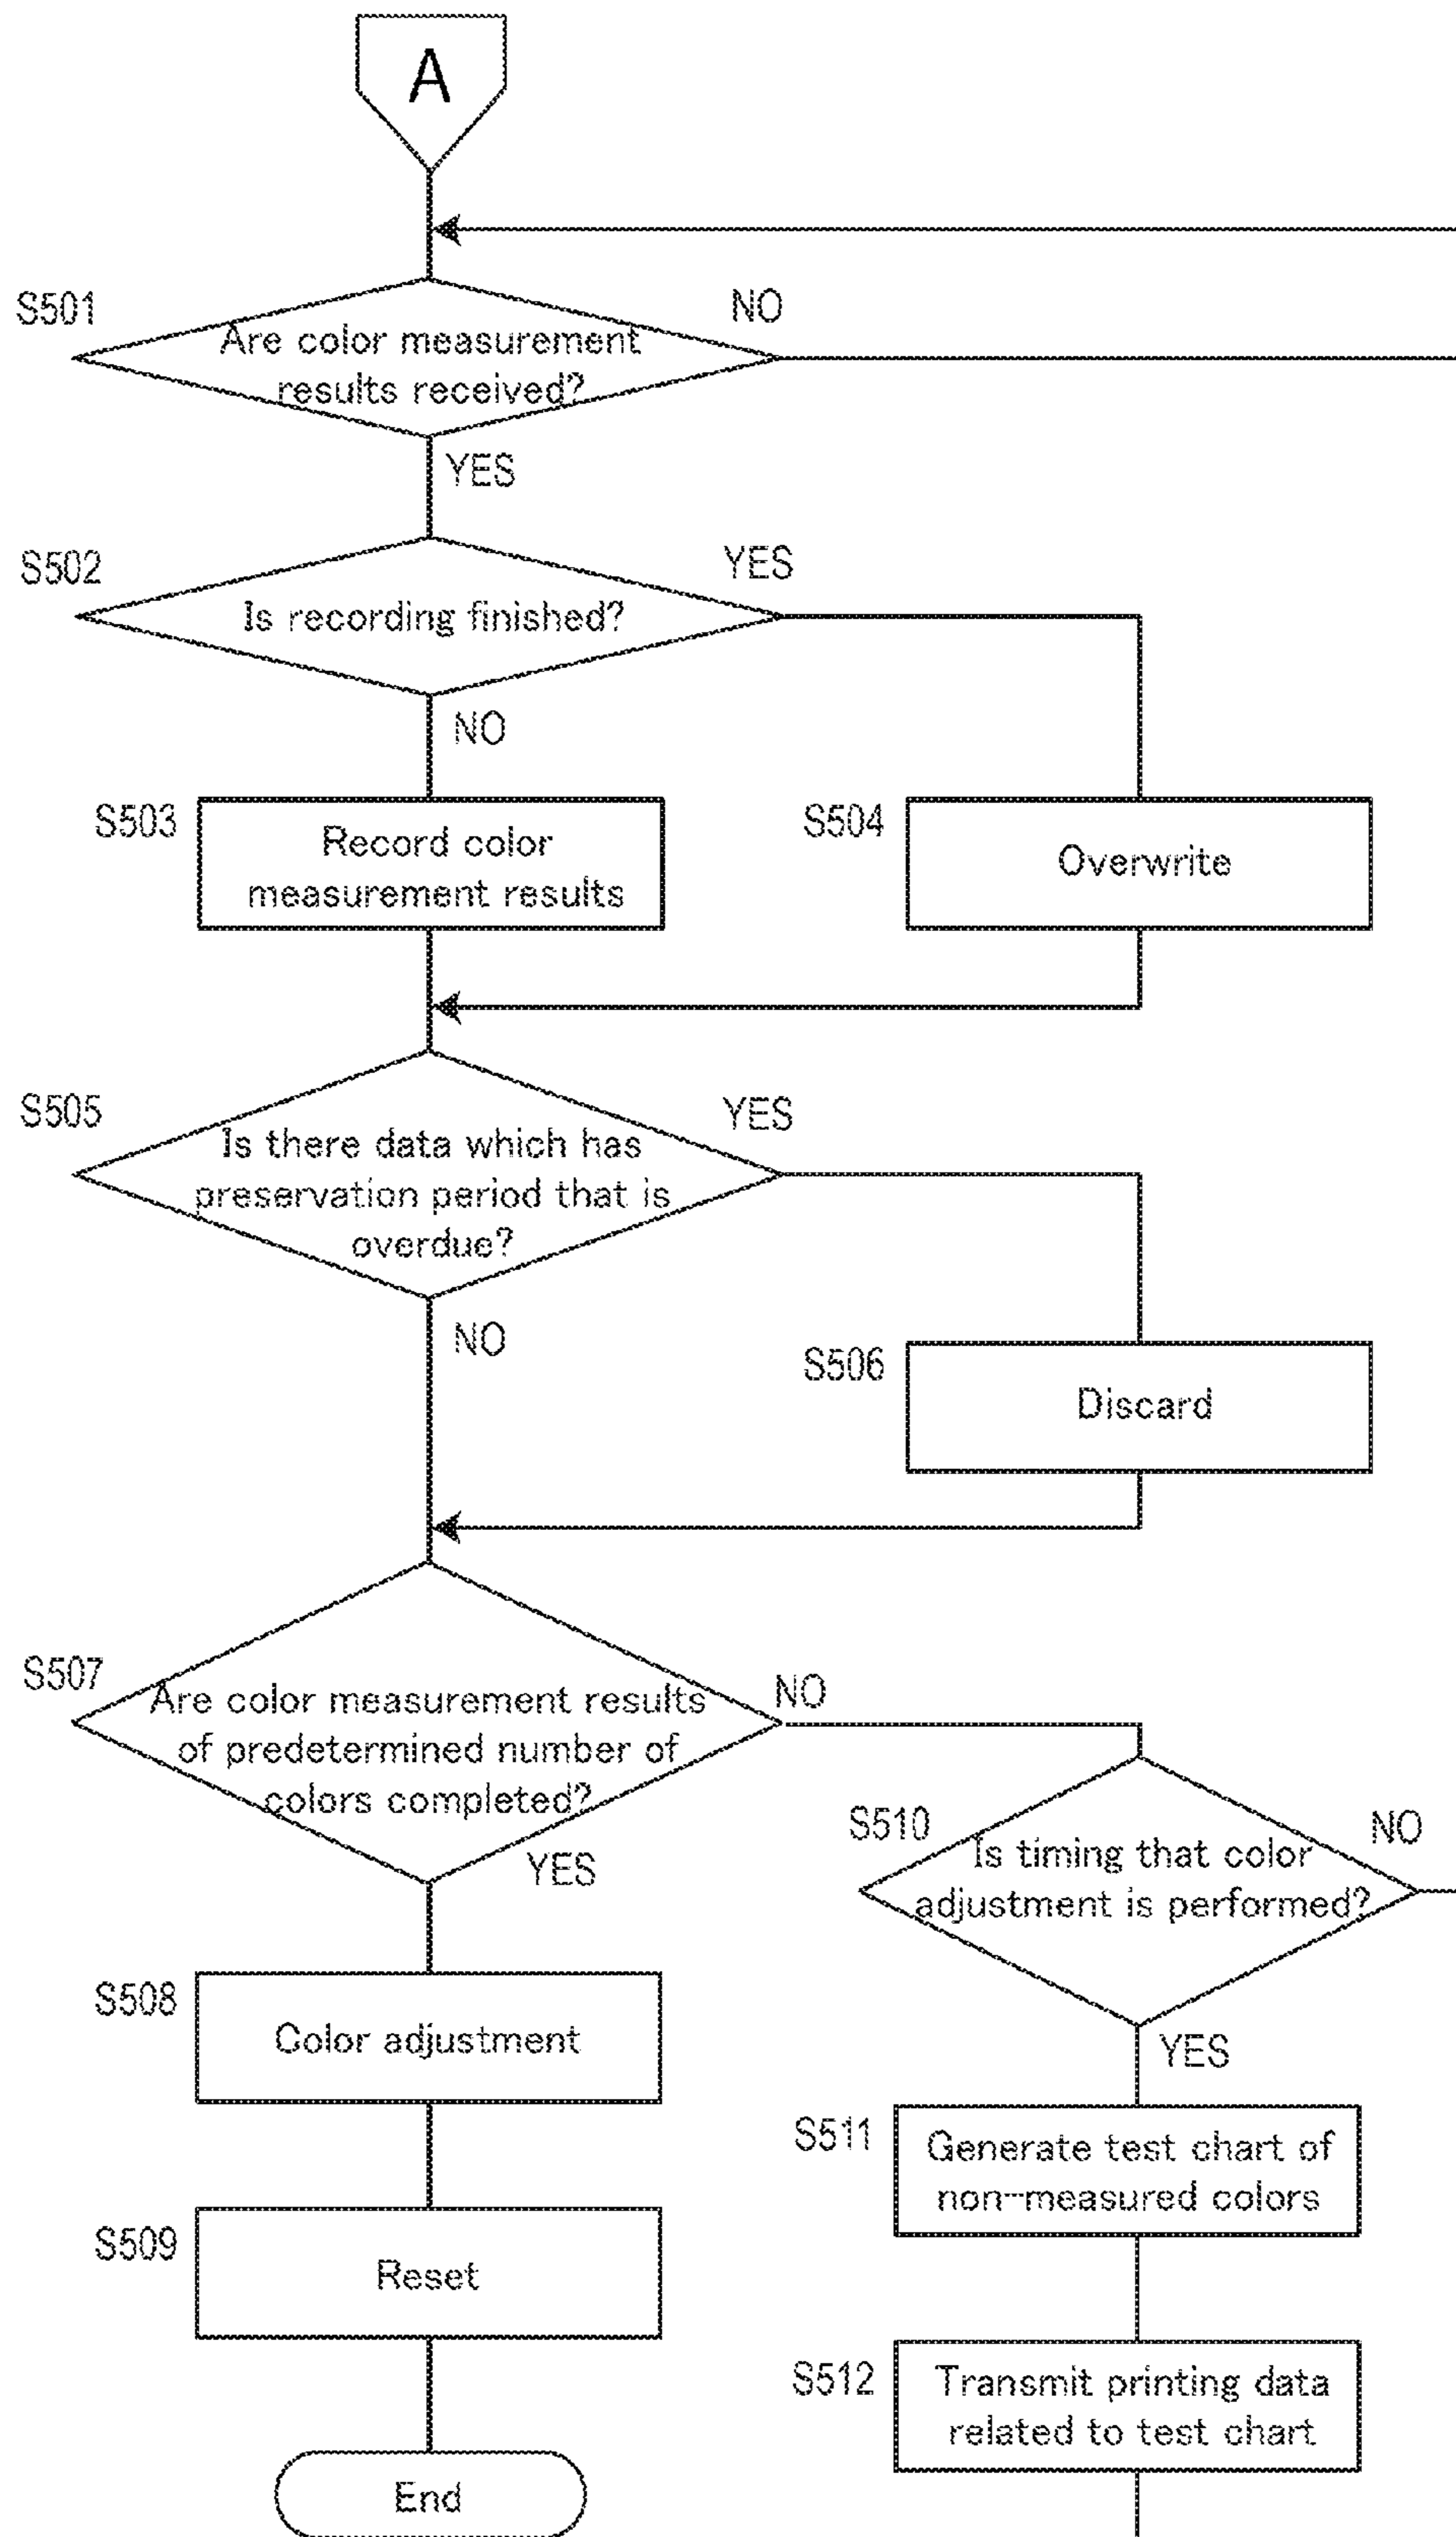 A
S501
NO
Are color measurement
results received?
YES
S502
YES
Is recording finished?
NO
S503
Record color
measurement results
S504
Overwrite
S505
YES
Is there data which has
preservation period that is
overdue?
NO
S506
Discard
S507
NO
Are color measurement results
of predetermined number of
colors completed?
YES
S510
NO
Is timing that color
adjustment is performed?
YES
S508
Color adjustment
S511
Generate test chart of
non-measured colors
S509
Reset
S512
Transmit printing data
related to test chart
End